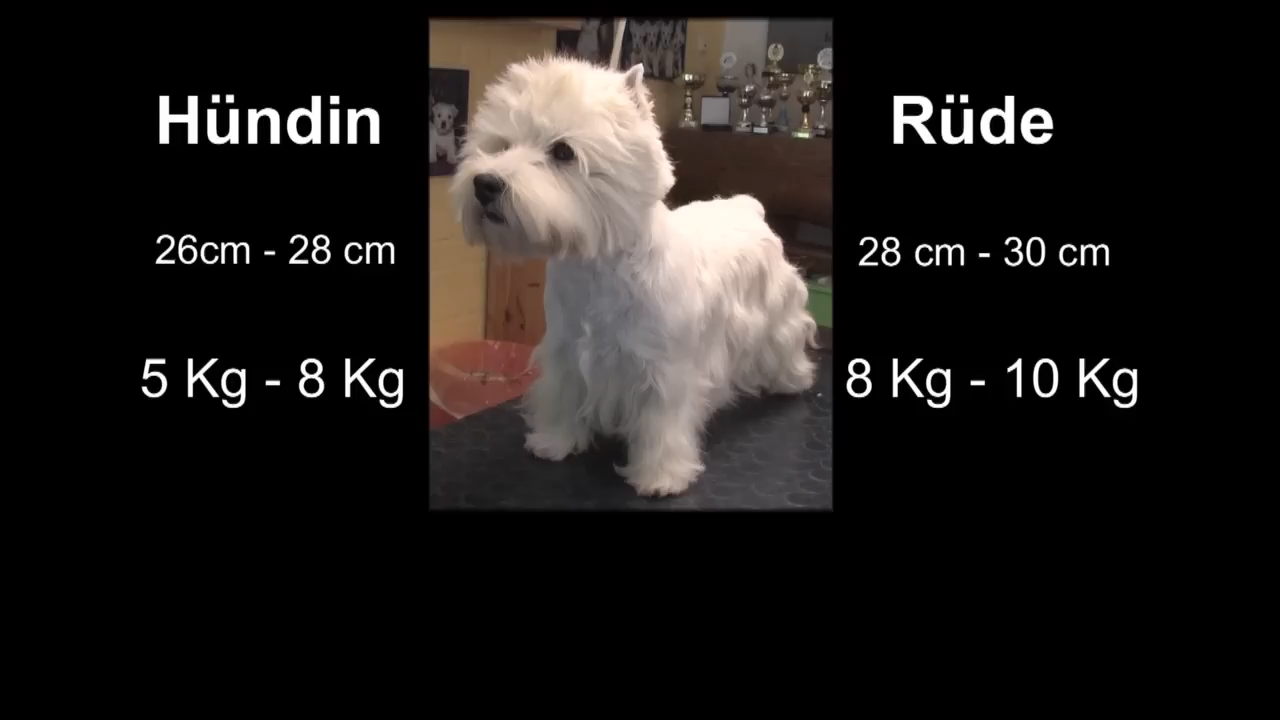 Hündin
26cm - 28 cm
5 Kg - 8 Kg
Rüde
28 cm - 30 cm
8 Kg - 10 Kg